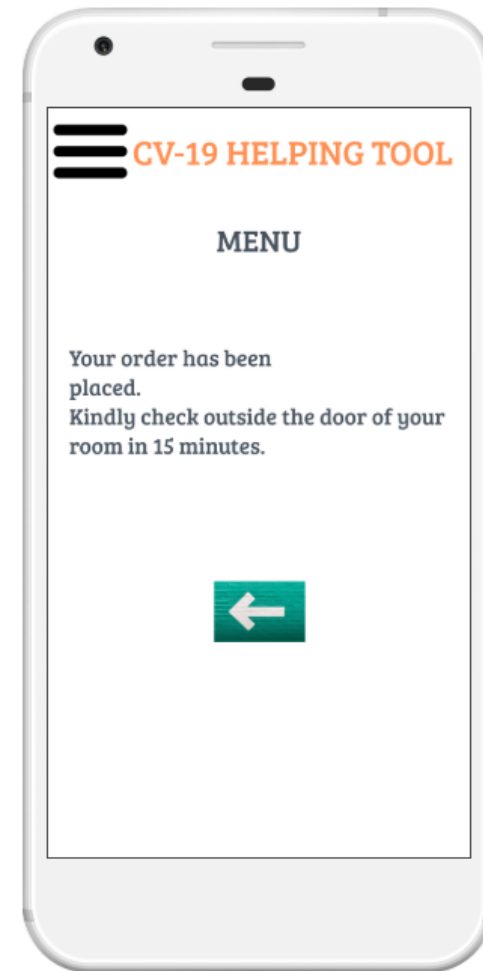 CV-19 HELPING TOOL
MENU
Your order has been
placed.
Kindly check outside the door of your
room in 15 minutes.